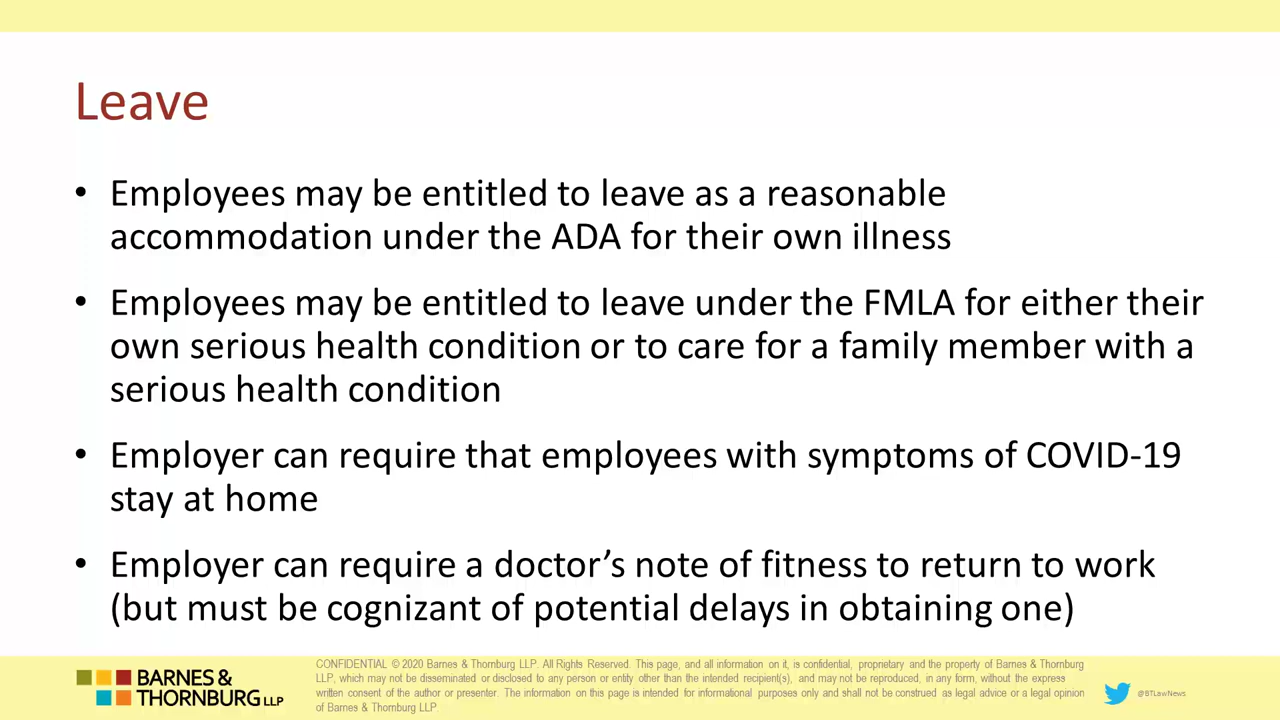 Leave
• Employees may be entitled to leave as a reasonable
accommodation under the ADA for their own illness
• Employees may be entitled to leave under the FMLA for either their
own serious health condition or to care for a family member with a
serious health condition
• Employer can require that employees with symptoms of COVID-19
stay at home
• Employer can require a doctor’s note of fitness to return to work
(but must be cognizant of potential delays in obtaining one)
BARNES &
THORNBURG LLP
CONFIDENTIAL © 2020 Barnes & Thornburg LLP. All Rights Reserved. This page, and all information on it, is confidential, proprietary and the property of Barnes & Thornburg
LLP, which may not be disseminated or disclosed to any person or entity other than the intended recipient(s), and may not be reproduced, in any form, without the express
written consent of the author or presenter. The information on this page is intended for informational purposes only and shall not be construed as legal advice or a legal opinion
of Barnes & Thornburg LLP.
@BTLawNews